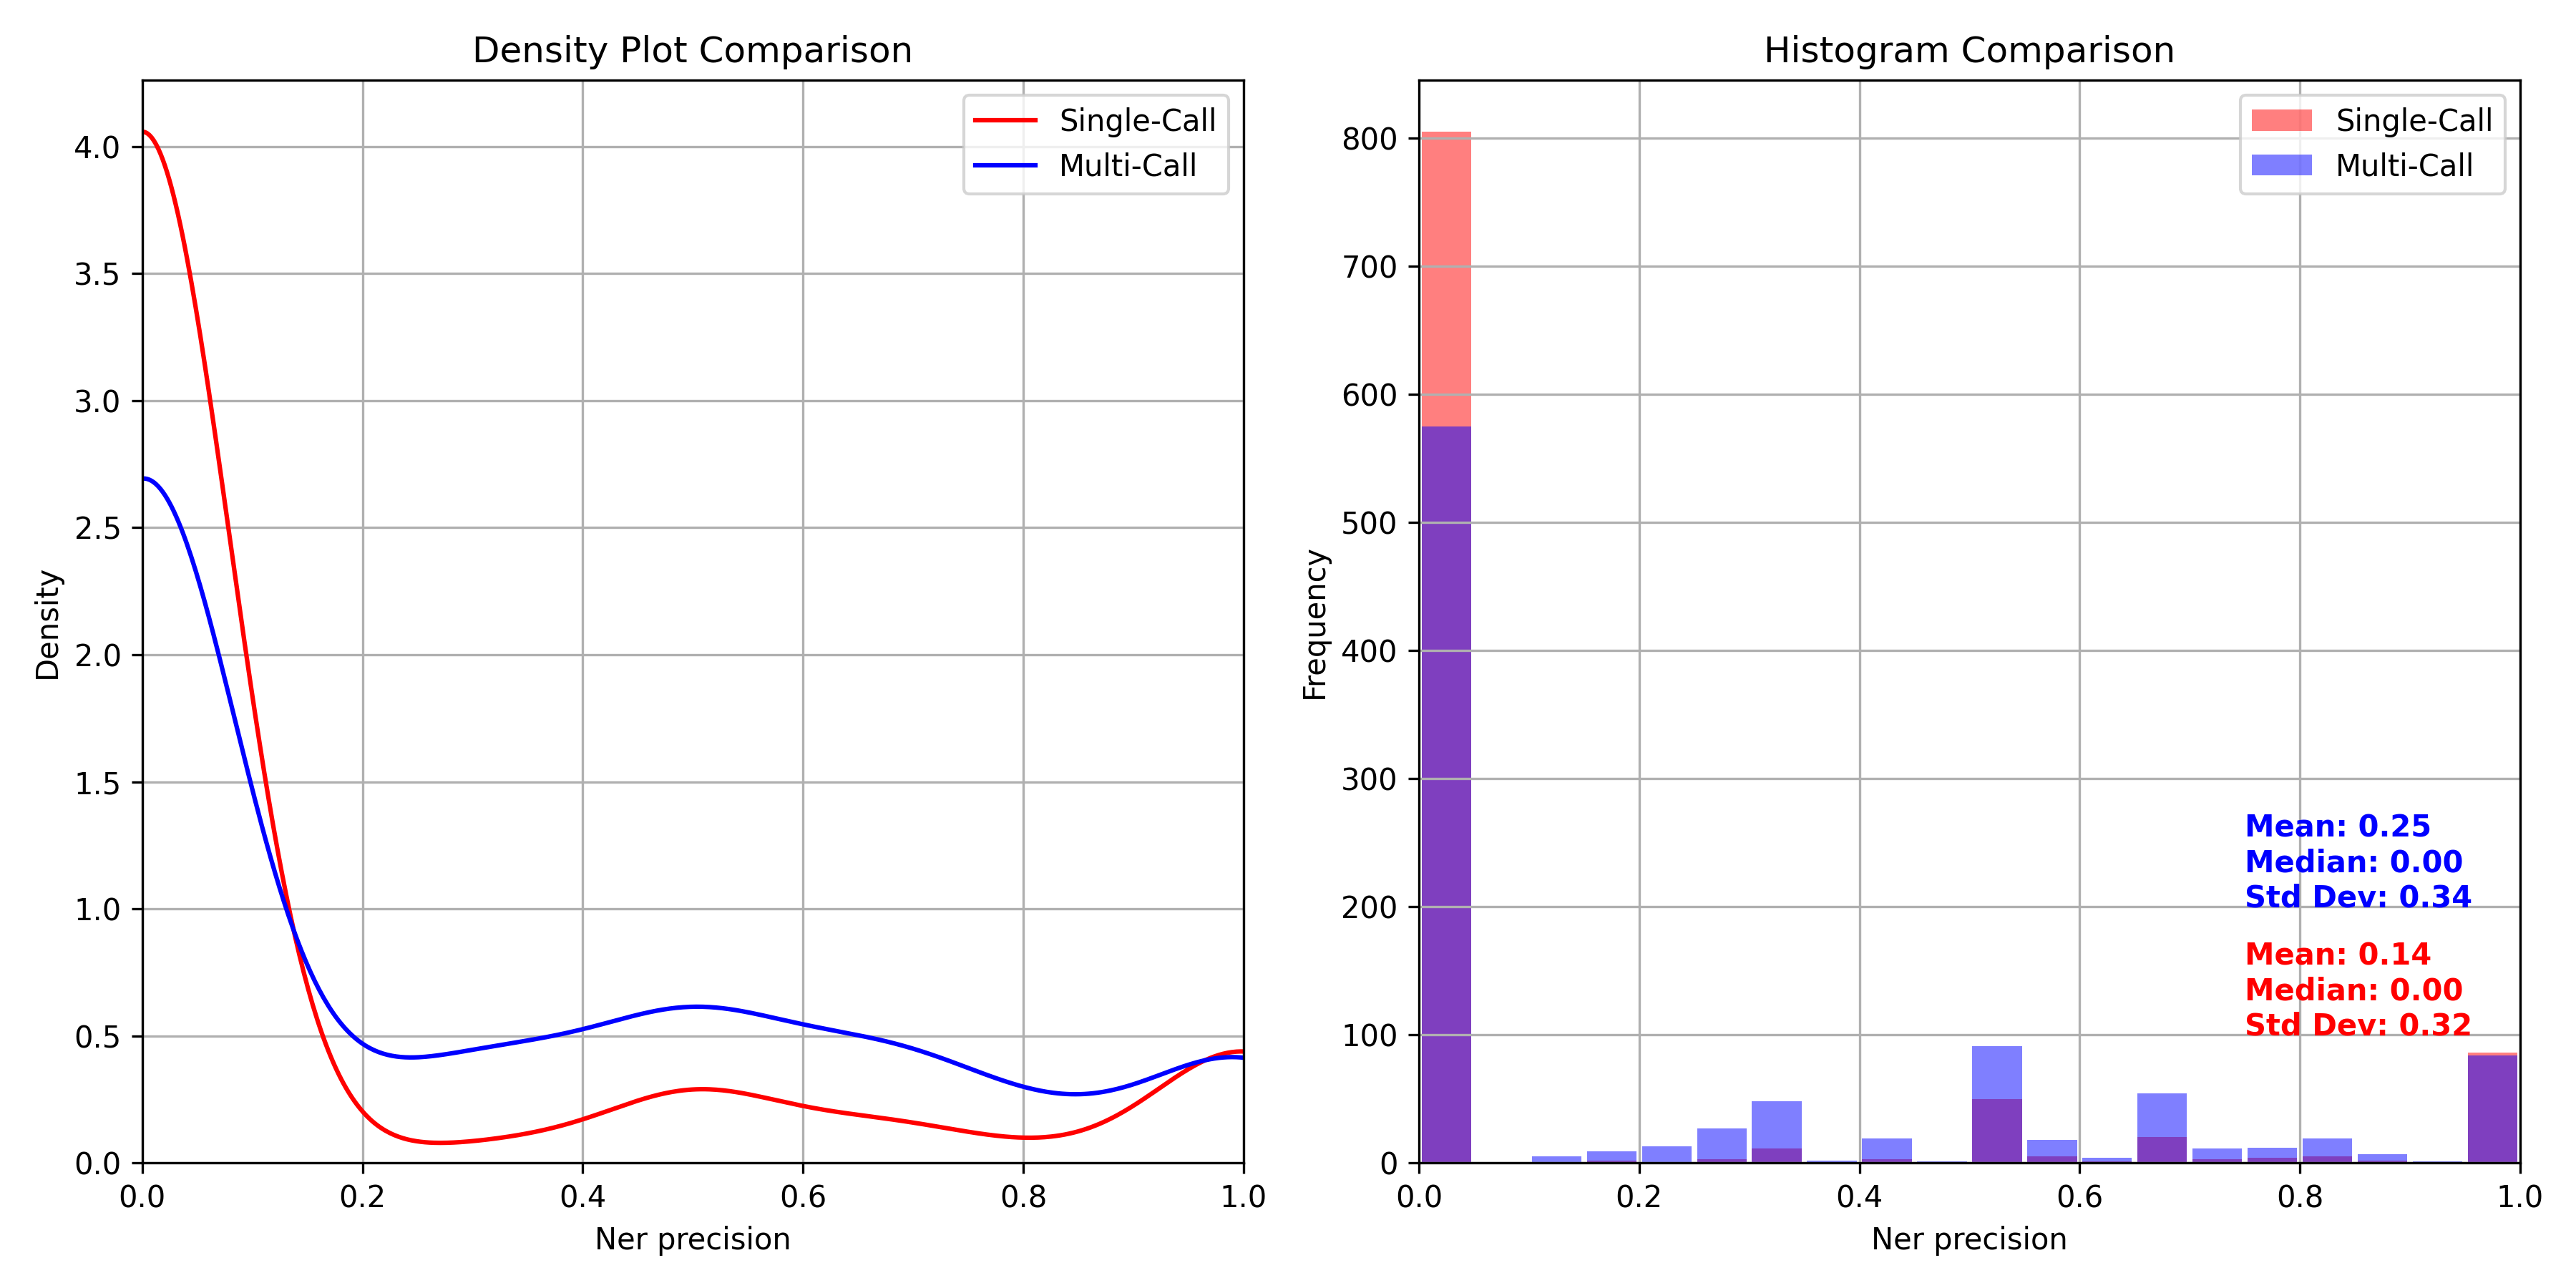 Density Plot Comparison
Single-Call
Multi-Call
4.0
3.5
3.0
2.5
2.0
1.5
1.0
0.5
0.0
Density
0.0 0.2 0.4 0.6 0.8 1.0
Ner precision
Histogram Comparison
Single-Call
Multi-Call
800
700
600
500
400
300
200
100
0
Frequency
Mean: 0.25
Median: 0.00
Std Dev: 0.34
Mean: 0.14
Median: 0.00
Std Dev: 0.32
0.0 0.2 0.4 0.6 0.8 1.0
Ner precision